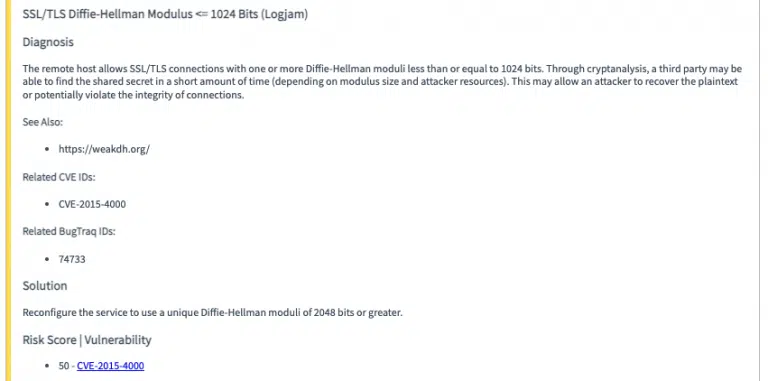 SSL/TLS Diffie-Hellman Modulus <= 1024 Bits (Logjam)
Diagnosis
The remote host allows SSL/TLS connections with one or more Diffie-Hellman moduli less than or equal to 1024 bits. Through cryptanalysis, a third party may be
able to find the shared secret in a short amount of time (depending on modulus size and attacker resources). This may allow an attacker to recover the plaintext
or potentially violate the integrity of connections.
See Also:
• https://weakdh.org/
Related CVE IDs:
• CVE-2015-4000
Related BugTraq IDs:
• 74733
Solution
Reconfigure the service to use a unique Diffie-Hellman moduli of 2048 bits or greater.
Risk Score | Vulnerability
• 50 - CVE-2015-4000